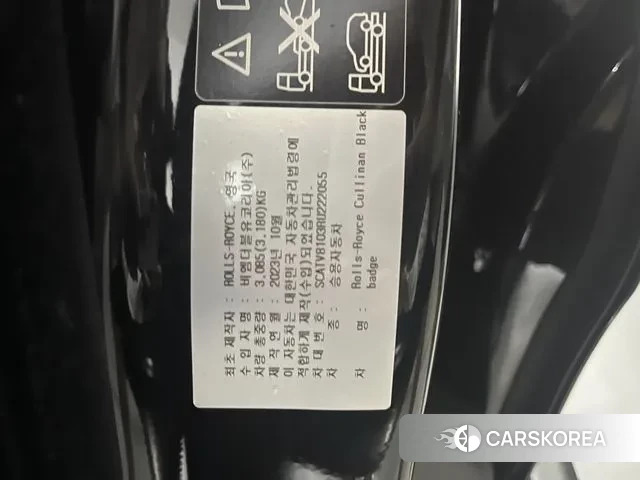 최초 제작자 : ROLLS-ROYCE. 영국
수 입 자 명 : 비엠더블유코리아(주)
차량 총중량 : 3,085(3,180)KG
제 작 연 월 : 2023년 10월
이 자동차는 대한민국 자동차관리법령에
적합하게 제작(수입)되었습니다.
차 대 번 호 : SCATV8103RU222055
차 종 : 승용자동차
차 명 : Rolls-Royce Cullinan Black
badge
CARSKOREA